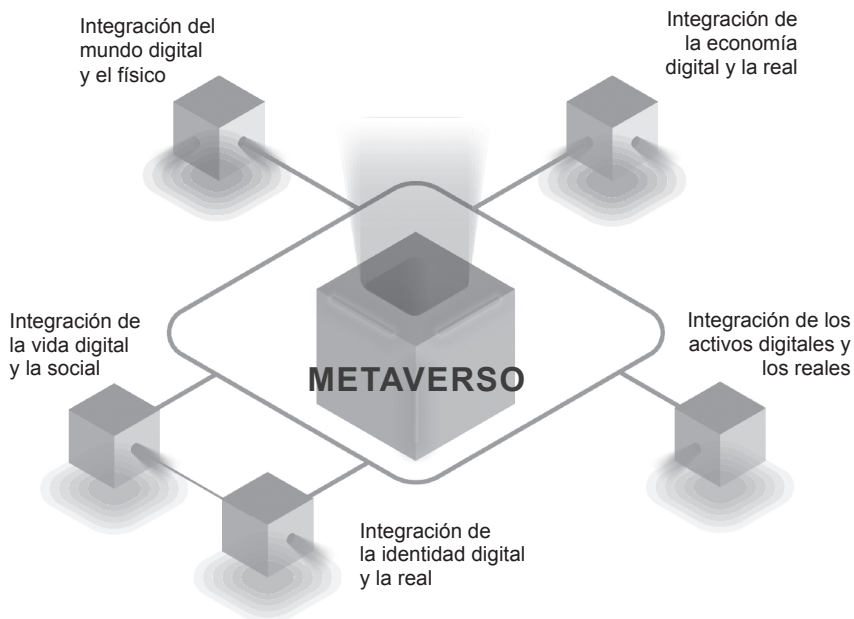 Integración del
mundo digital
y el físico
Integración de
la economía
digital y la real
Integración de
la vida digital
y la social
METAVERSO
Integración de los
activos digitales y
los reales
Integración de
la identidad digital
y la real